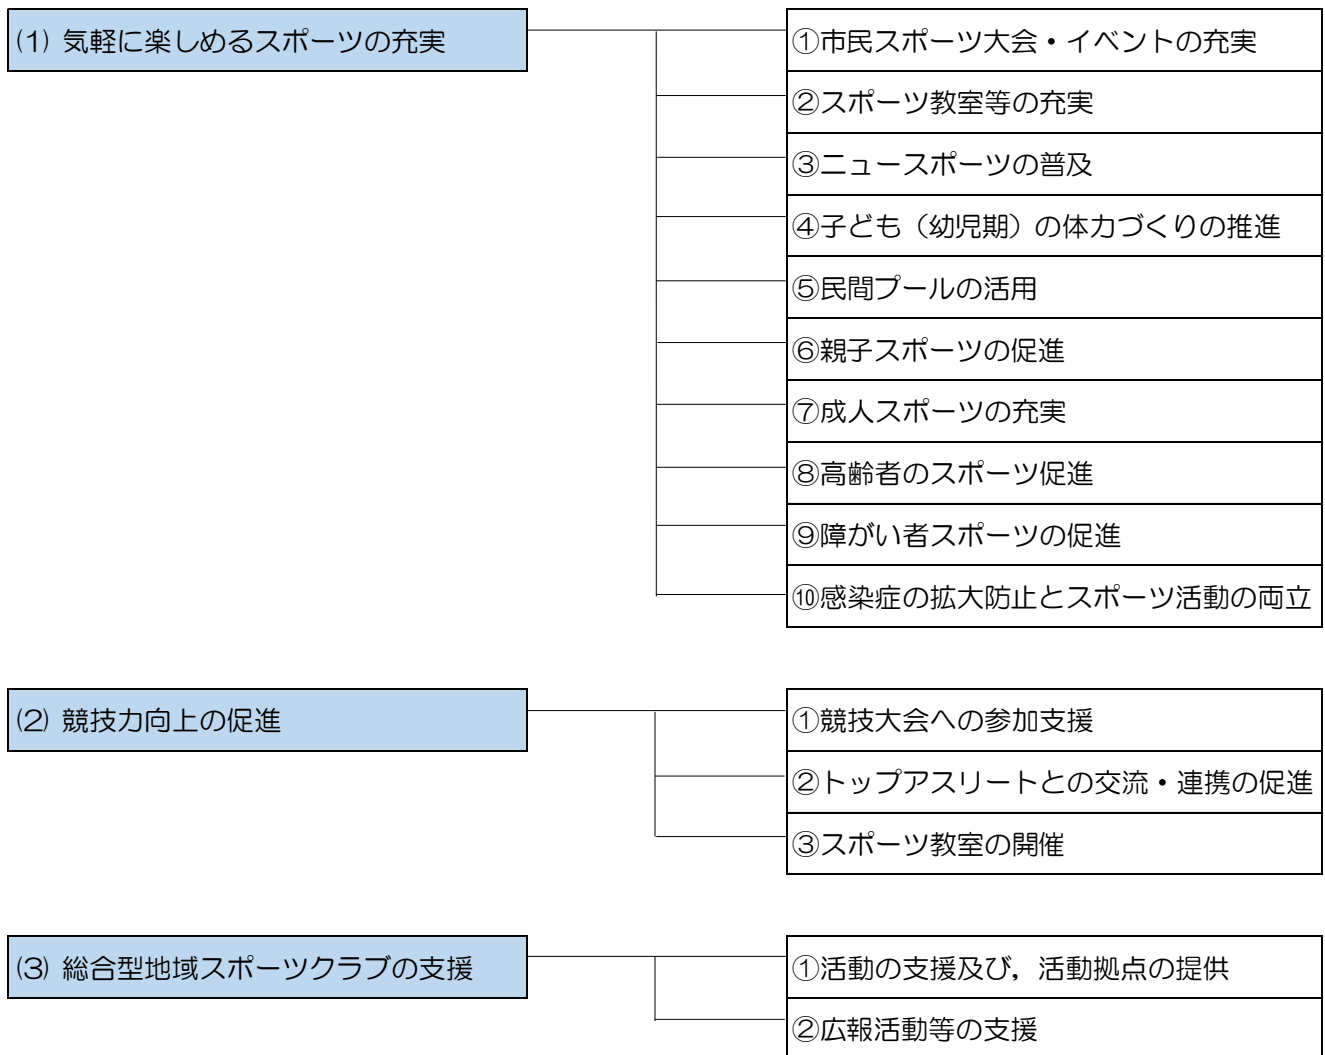 ⑴ 気軽に楽しめるスポーツの充実
①市民スポーツ大会・イベントの充実
②スポーツ教室等の充実
③ニュースポーツの普及
④子ども（幼児期）の体力づくりの推進
⑤民間プールの活用
⑥親子スポーツの促進
⑦成人スポーツの充実
⑧高齢者のスポーツ促進
⑨障がい者スポーツの促進
⑩感染症の拡大防止とスポーツ活動の両立
⑵ 競技力向上の促進
①競技大会への参加支援
②トップアスリートとの交流・連携の促進
③スポーツ教室の開催
⑶ 総合型地域スポーツクラブの支援
①活動の支援及び，活動拠点の提供
②広報活動等の支援